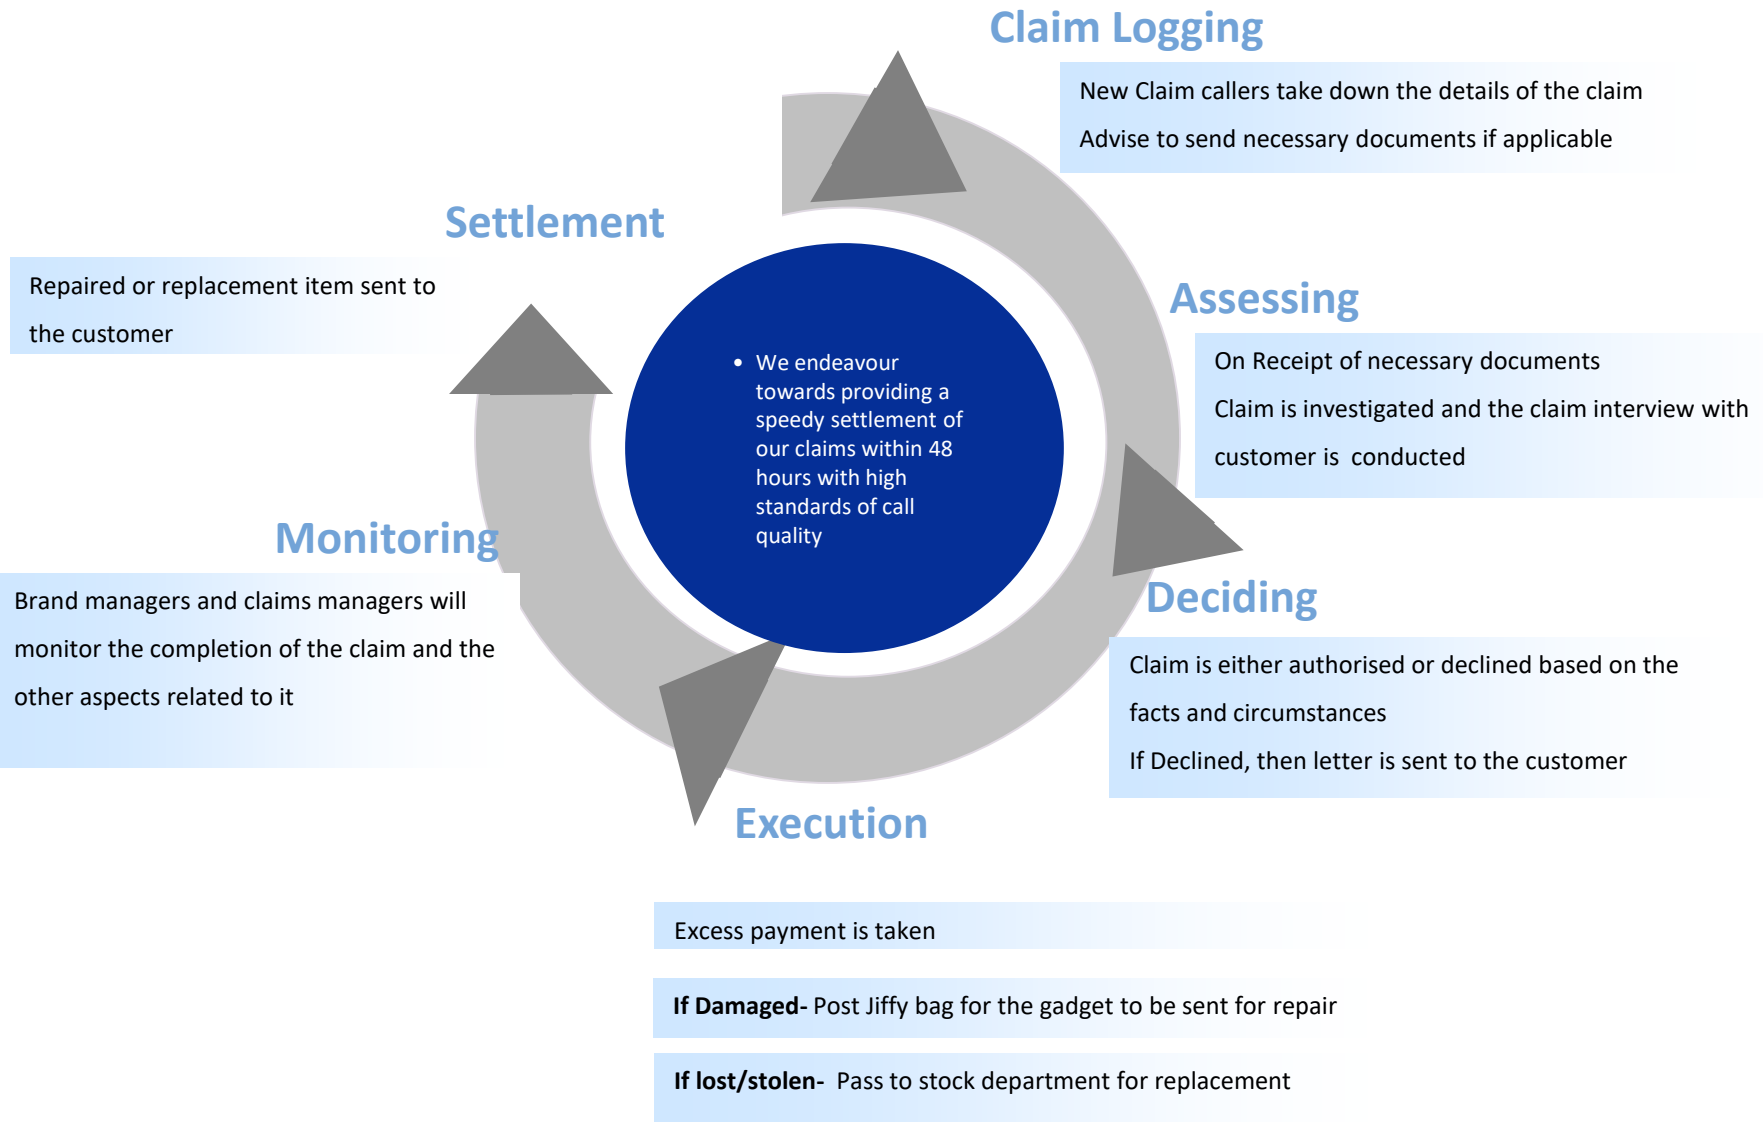 Claim Logging
New Claim callers take down the details of the claim
Advise to send necessary documents if applicable
Assessing
On Receipt of necessary documents
Claim is investigated and the claim interview with
customer is conducted
Deciding
Claim is either authorised or declined based on the
facts and circumstances
If Declined, then letter is sent to the customer
Execution
Excess payment is taken
If Damaged- Post Jiffy bag for the gadget to be sent for repair
If lost/stolen- Pass to stock department for replacement
Monitoring
Brand managers and claims managers will
monitor the completion of the claim and the
other aspects related to it
Settlement
Repaired or replacement item sent to
the customer
• We endeavour
towards providing a
speedy settlement of
our claims within 48
hours with high
standards of call
quality